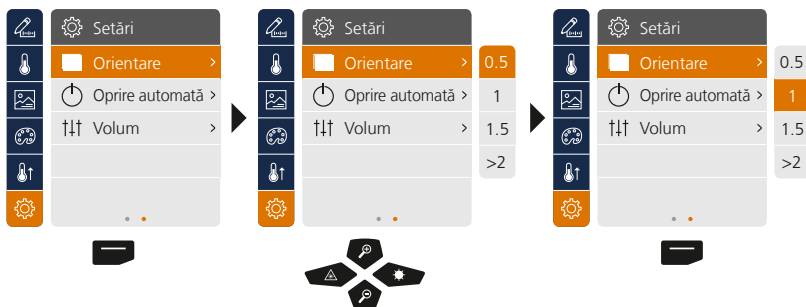 Setări
Orientare >
Oprire automată >
Volum >
Setări
Orientare > 0.5
Oprire automată > 1
Volum > 1.5
>2
Setări
Orientare > 0.5
Oprire automată > 1
Volum > 1.5
>2